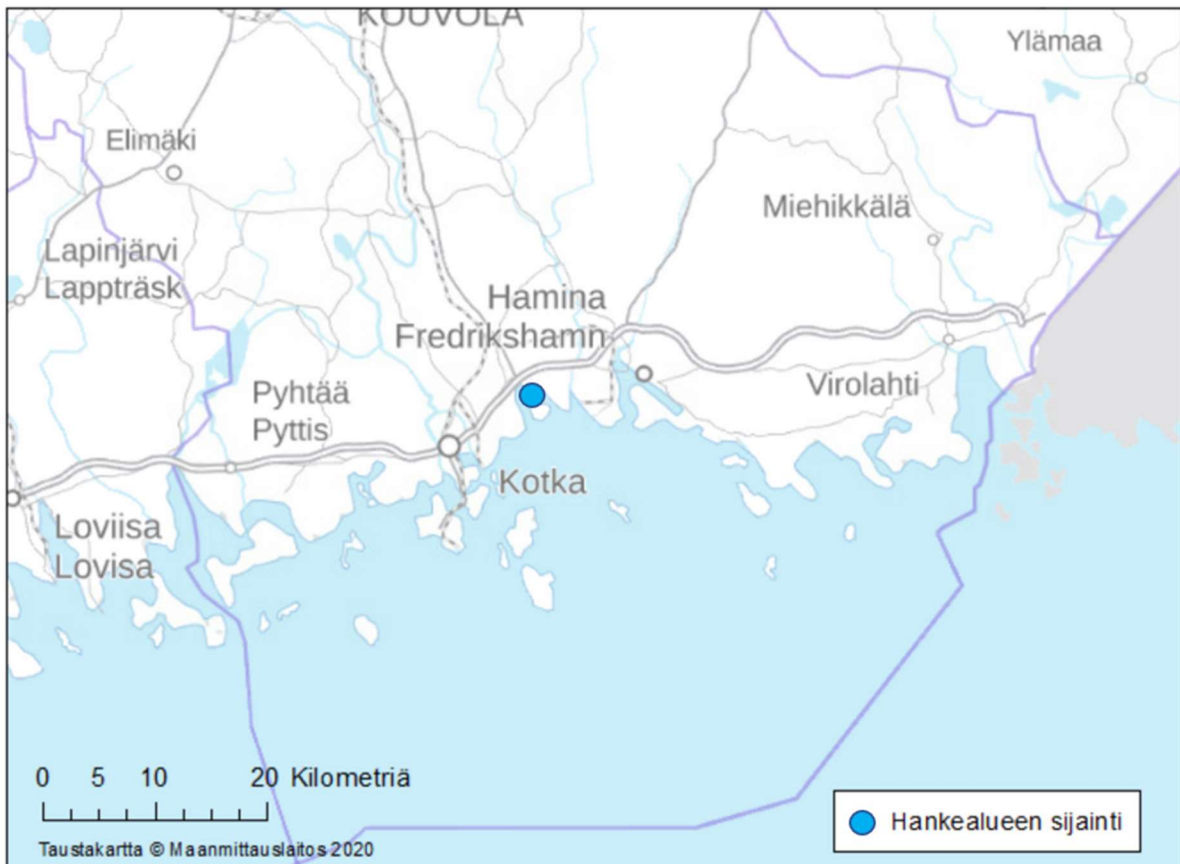 KOUVOLA
Ylämaa
Elimäki
Miehikkälä
Lapinjärvi
Lappträsk
Hamina
Fredrikshamn
Pyhtää
Pyttis
Virolahti
Kotka
Loviisa
Lovisa
0 5 10 20 Kilometriä
Hankealueen sijainti
Taustakartta © Maanmittauslaitos 2020